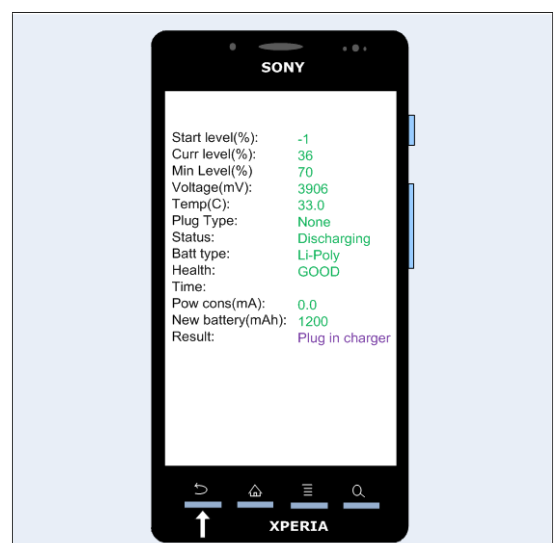 SONY
Start level(%): -1
Curr level(%): 36
Min Level(%) 70
Voltage(mV): 3906
Temp(C): 33.0
Plug Type: None
Status: Discharging
Batt type: Li-Poly
Health: GOOD
Time:
Pow cons(mA): 0.0
New battery(mAh): 1200
Result: Plug in charger
XPERIA